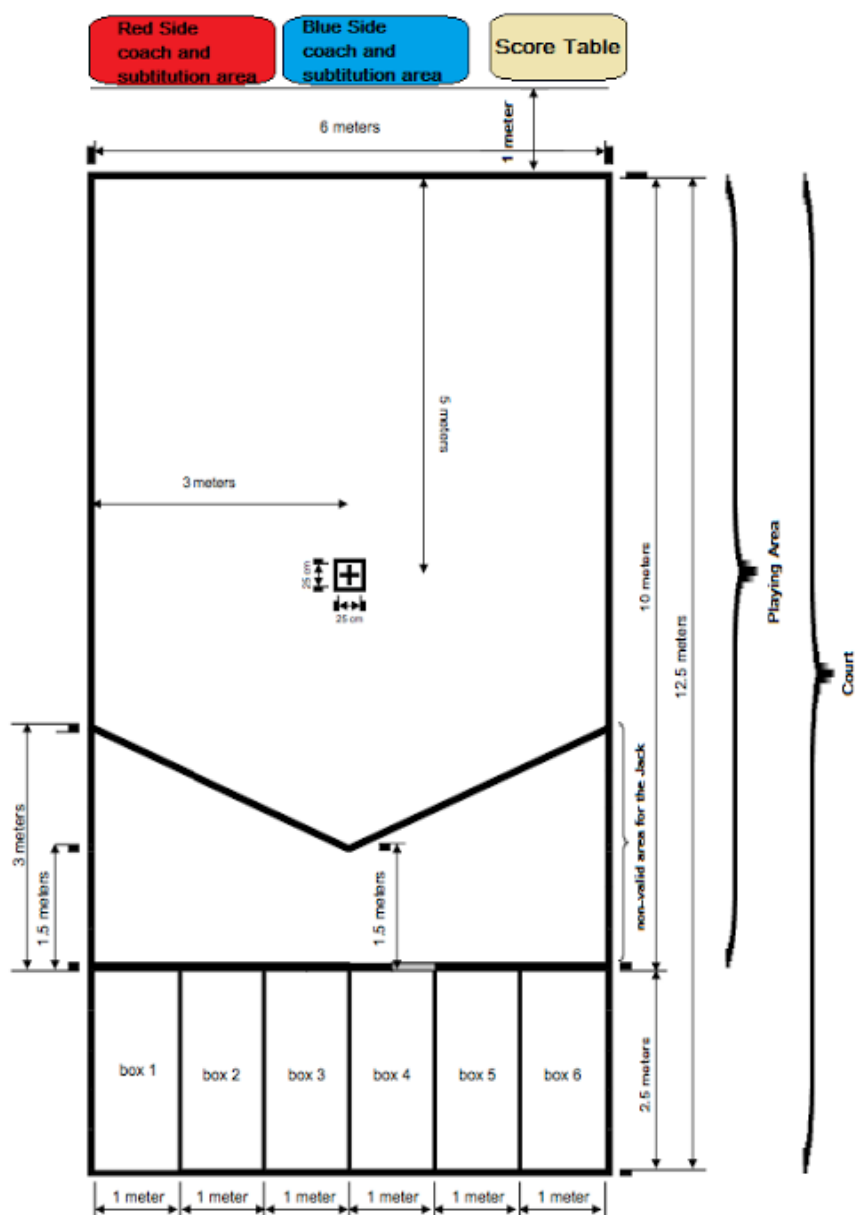 Red Side
coach and
subtitution area
Blue Side
coach and
subtitution area
Score Table
6 meters
1 meter
5 meters
3 meters
25 cm
25 cm
10 meters
12.5 meters
Playing Area
Court
3 meters
1.5 meters
1.5 meters
non-valid area for the Jack
box 1
box 2
box 3
box 4
box 5
box 6
2.5 meters
1 meter
1 meter
1 meter
1 meter
1 meter
1 meter